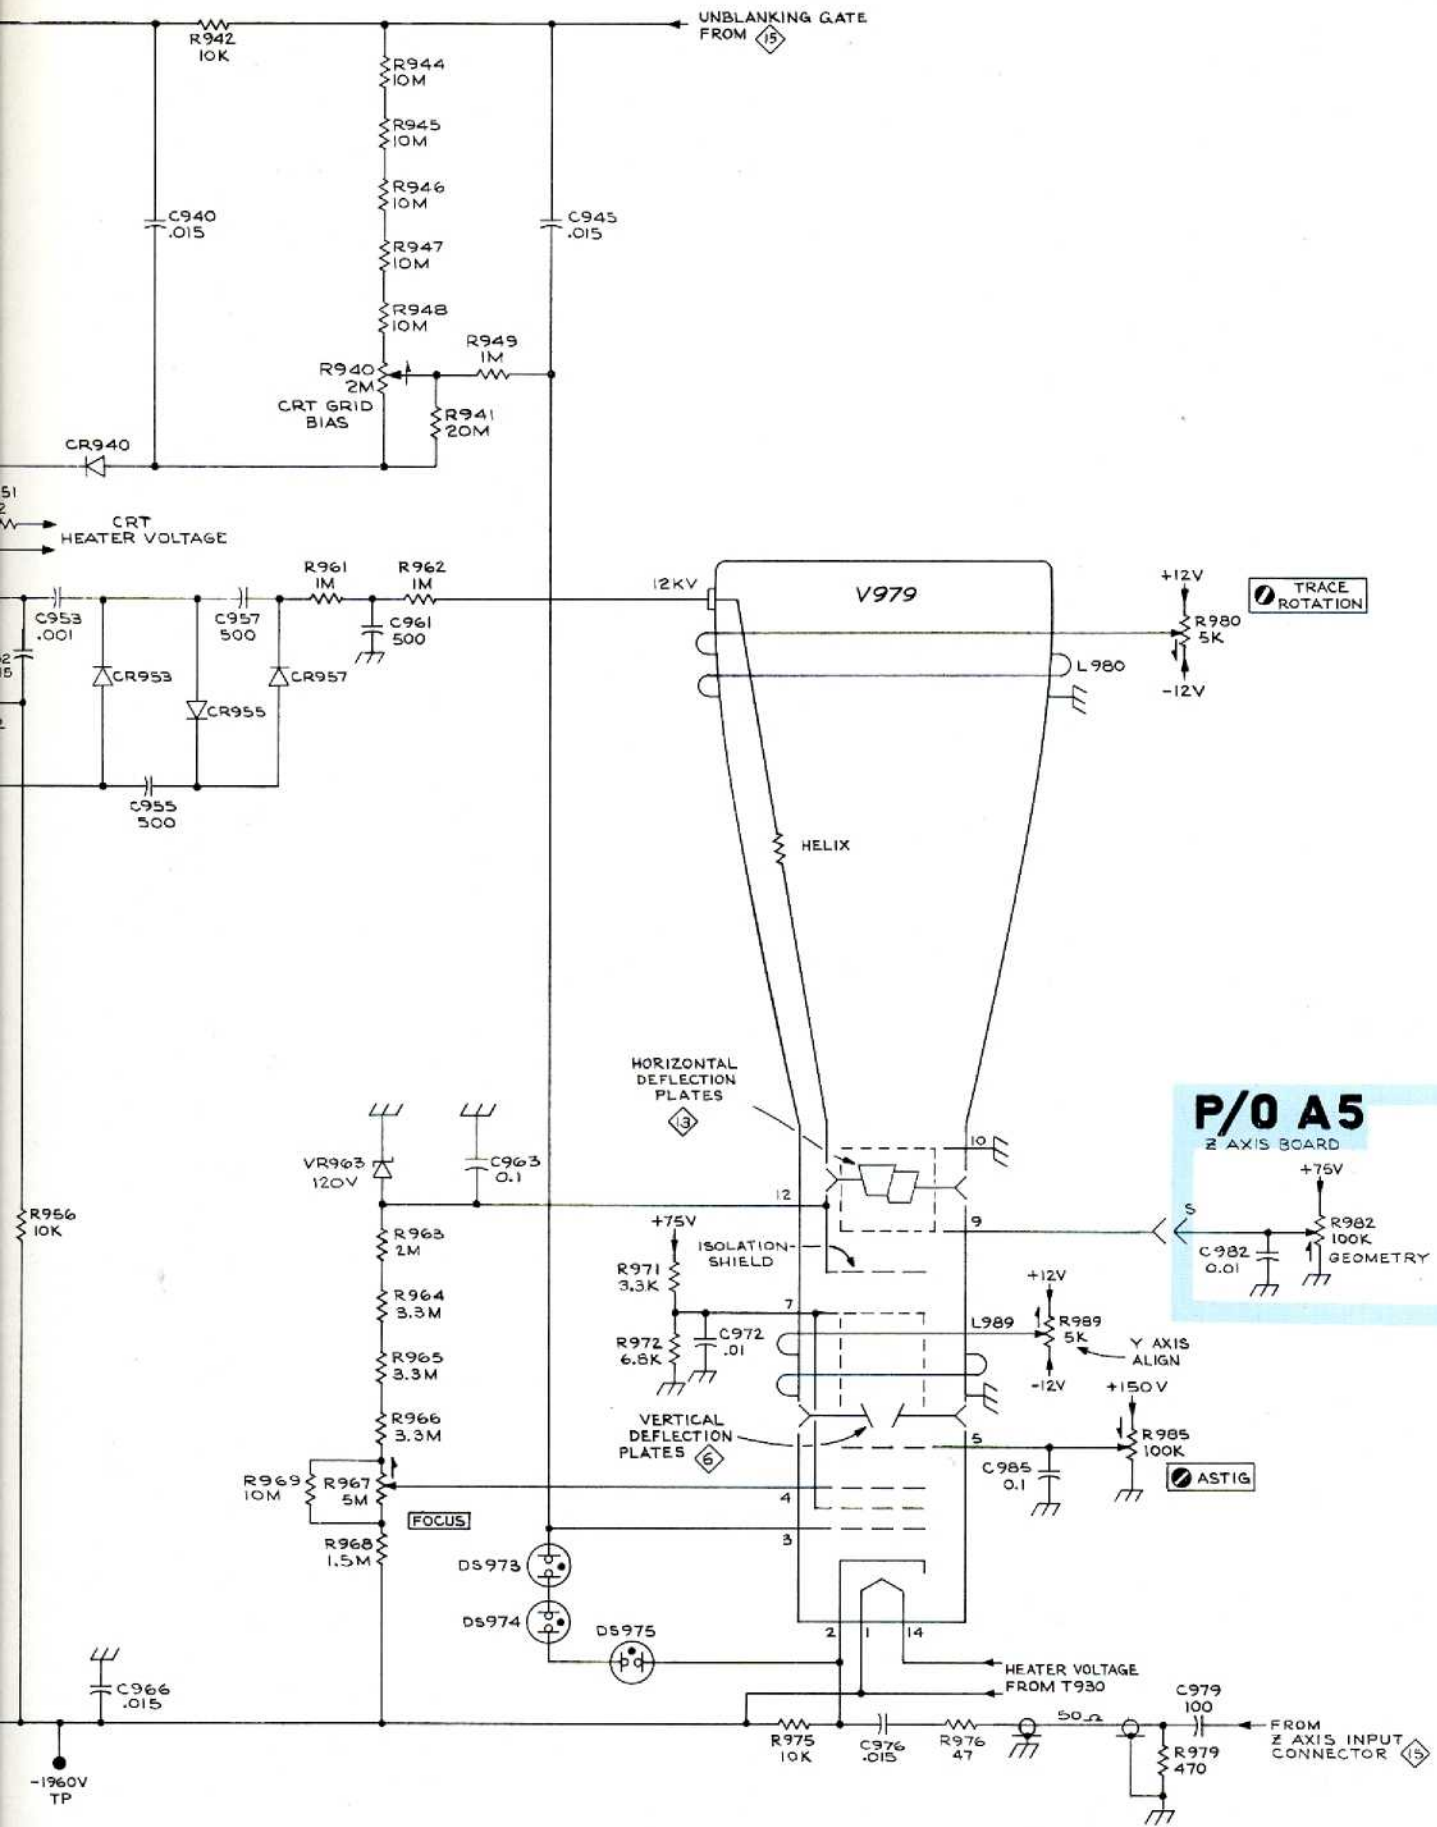 UNBLANKING GATE
FROM 15
R942
10K
R944
10M
R945
10M
R946
10M
C940
.015
C945
.015
R947
10M
R948
10M
R949
1M
R940
2M
CRT GRID
BIAS
R941
20M
CR940
51
2
CRT
HEATER VOLTAGE
R961
1M
R962
1M
12KV
V979
+12V
TRACE
ROTATION
C953
.001
C957
500
C961
500
R980
5K
2
15
CR953
CR957
L980
-12V
CR955
C955
500
HELIX
HORIZONTAL
DEFLECTION
PLATES
13
P/O A5
Z AXIS BOARD
+75V
10
VR963
120V
C963
0.1
12
R956
10K
+75V
9
S
R982
100K
GEOMETRY
C982
0.01
R963
2M
ISOLATION
SHIELD
R971
3.3K
+12V
R964
3.3M
7
L989
R989
5K
Y AXIS
ALIGN
R972
6.8K
C972
.01
R965
3.3M
-12V
+150V
R966
3.3M
VERTICAL
DEFLECTION
PLATES 6
5
R985
100K
C985
0.1
ASTIG
R969
10M
R967
5M
4
FOCUS
3
R968
1.5M
DS973
DS974
DS975
2
1
14
HEATER VOLTAGE
FROM T930
C966
.015
C979
100
50Ω
R975
10K
C976
.015
R976
47
R979
470
FROM
Z AXIS INPUT
CONNECTOR 15
-1960V
TP